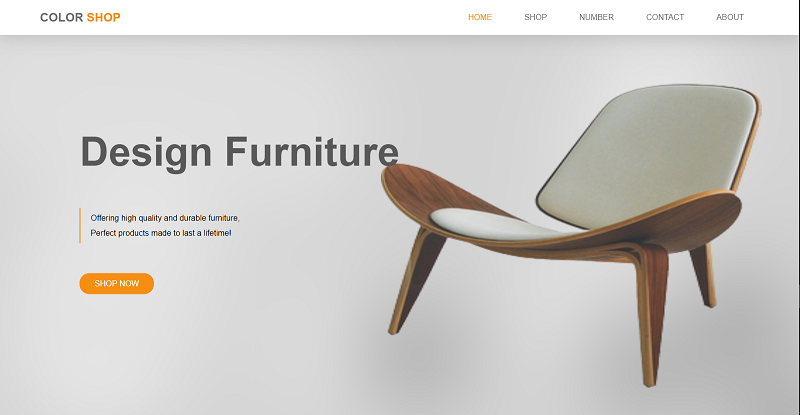 COLOR SHOP
HOME SHOP NUMBER CONTACT ABOUT
Design Furniture
Offering high quality and durable furniture,
Perfect products made to last a lifetime!
SHOP NOW